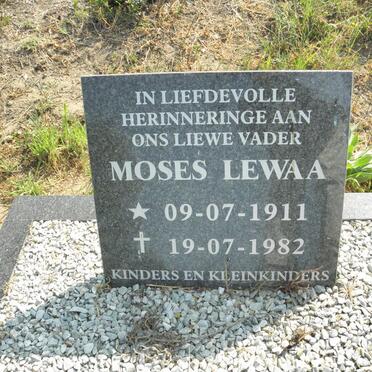 IN LIEFDEVOLLE
HERINNERINGE AAN
ONS LIEWE VADER
MOSES LEWAA
★ 09-07-1911
✝ 19-07-1982
KINDERS EN KLEINKINDERS